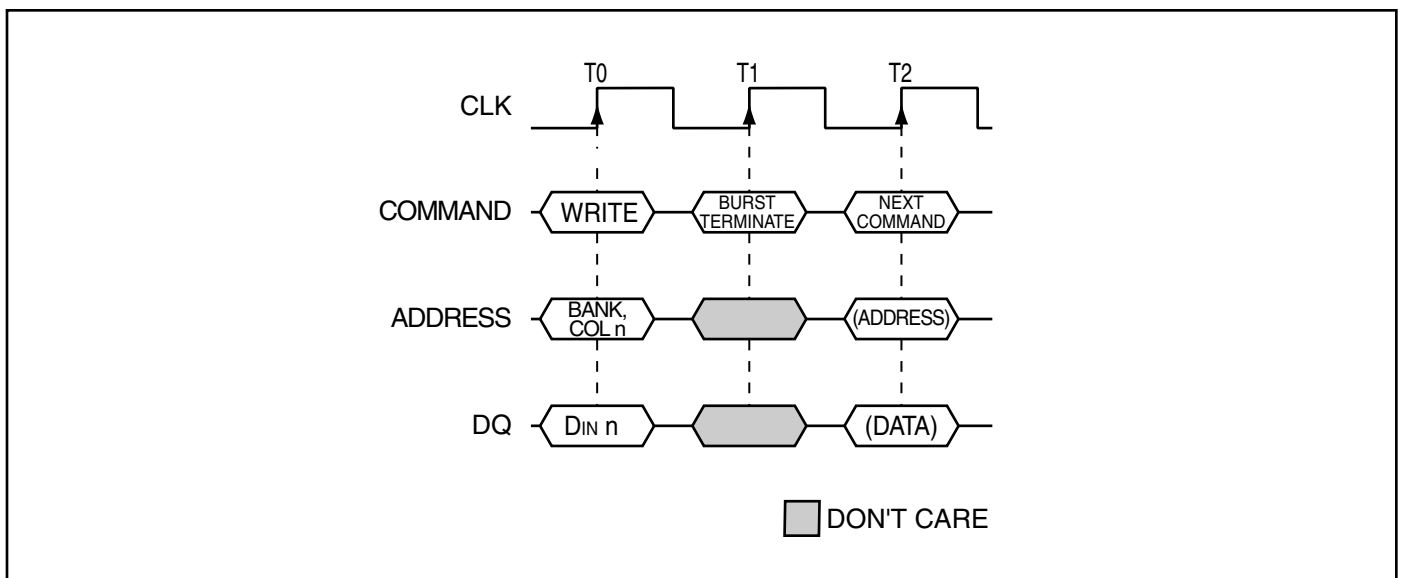 T0 T1 T2
CLK
COMMAND WRITE BURST TERMINATE NEXT COMMAND
ADDRESS BANK, COL n (ADDRESS)
DQ DIN n (DATA)
DON'T CARE